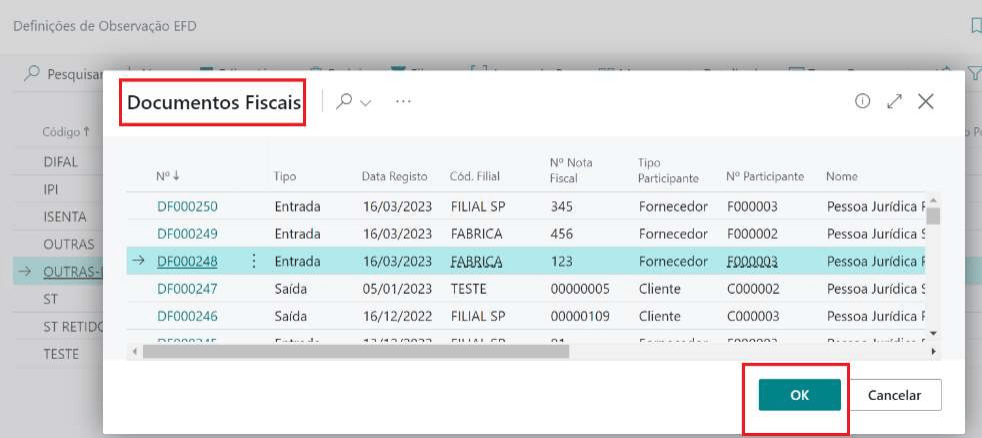 Definições de Observação EFD
Pesquisar
Documentos Fiscais
Código ↑
DIFAL
IPI
ISENTA
OUTRAS
OUTRAS-
ST
ST RETIDO
TESTE
Nº ↓ Tipo Data Registo Cód. Filial Nº Nota Fiscal Tipo Participante Nº Participante Nome
DF000250 Entrada 16/03/2023 FILIAL SP 345 Fornecedor F000003 Pessoa Jurídica
DF000249 Entrada 16/03/2023 FABRICA 456 Fornecedor F000002 Pessoa Jurídica S
DF000248 Entrada 16/03/2023 FABRICA 123 Fornecedor F000003 Pessoa Jurídica
DF000247 Saída 05/01/2023 TESTE 00000005 Cliente C000002 Pessoa Jurídica S
DF000246 Saída 16/12/2022 FILIAL SP 00000109 Cliente C000003 Pessoa Jurídica
OK Cancelar